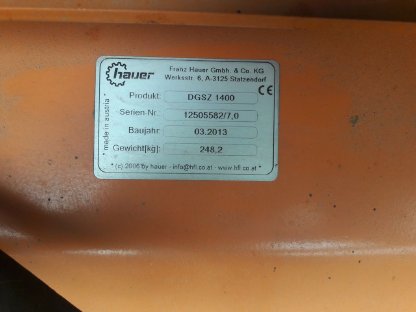 hauer
Franz Hauer GmbH. & Co. KG
Werksstr. 6, A-3125 Statzendorf
CE
Produkt: DGSZ 1400
Serien-Nr. 12505582/7,0
Baujahr: 03.2013
Gewicht[kg]: 248,2
* made in austria *
* (c) 2006 by hauer - info@hfl.co.at - www.hfl.co.at *